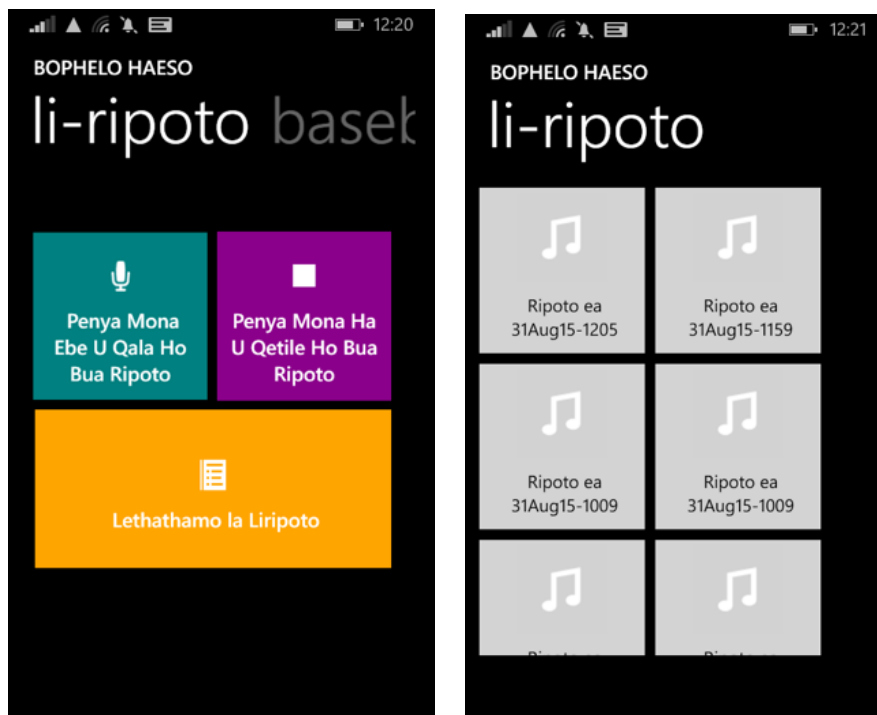 12:20
BOPHELO HAESO
li-ripoto
Penya Mona
Ebe U Qala Ho
Bua Ripoto
Penya Mona Ha
U Qetile Ho Bua
Ripoto
Lethathamo la Liripoto
12:21
BOPHELO HAESO
li-ripoto
Ripoto ea
31Aug15-1205
Ripoto ea
31Aug15-1159
Ripoto ea
31Aug15-1009
Ripoto ea
31Aug15-1009